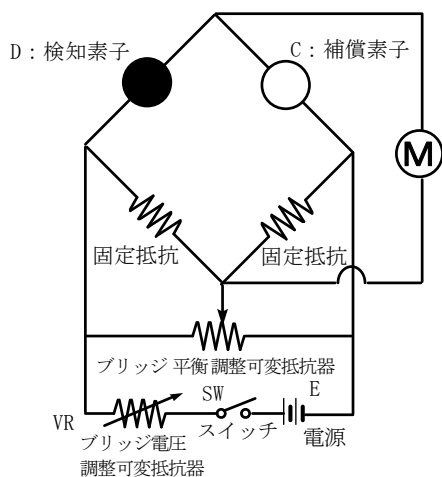 D：検知素子
C：補償素子
M
固定抵抗
固定抵抗
ブリッジ平衡調整可変抵抗器
SW
E
VR
スイッチ
電源
ブリッジ電圧
調整可変抵抗器